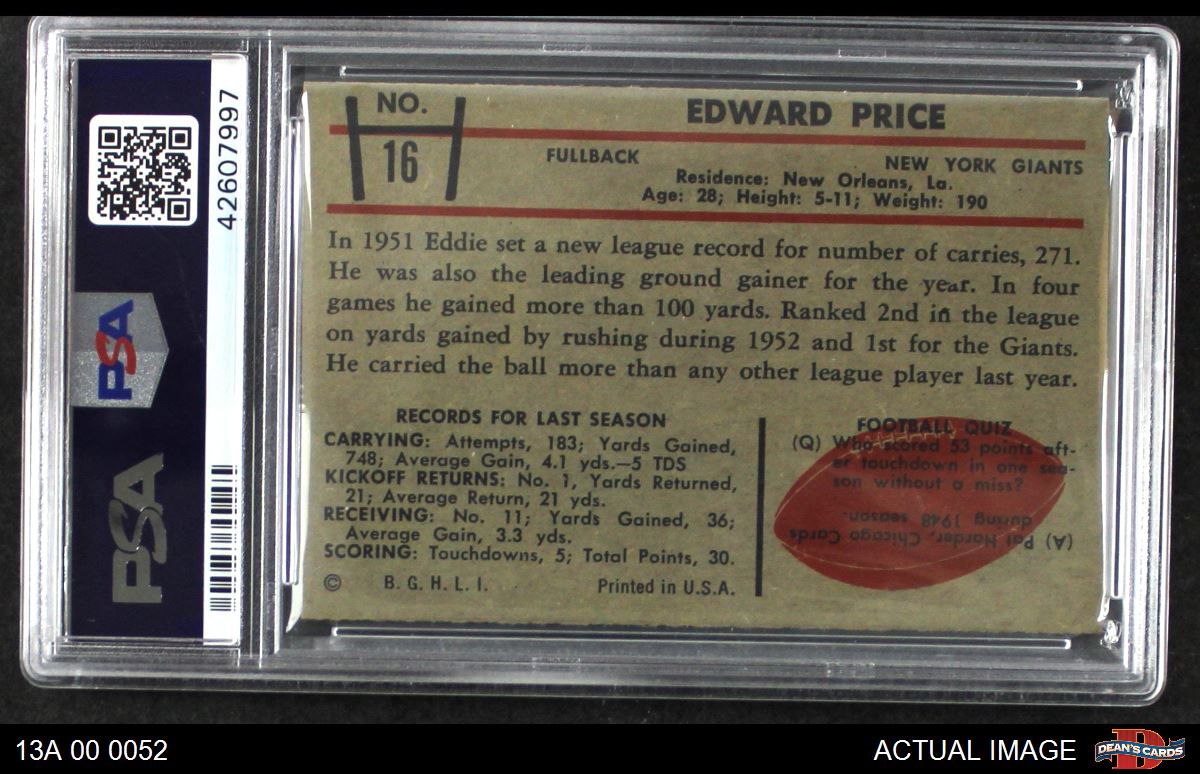 42607997
PSA
PSA
NO.
16
EDWARD PRICE
FULLBACK
NEW YORK GIANTS
Residence: New Orleans, La.
Age: 28; Height: 5-11; Weight: 190
In 1951 Eddie set a new league record for number of carries, 271.
He was also the leading ground gainer for the year. In four
games he gained more than 100 yards. Ranked 2nd in the league
on yards gained by rushing during 1952 and 1st for the Giants.
He carried the ball more than any other league player last year.
RECORDS FOR LAST SEASON
CARRYING: Attempts, 183; Yards Gained,
748; Average Gain, 4.1 yds.—5 TDS
KICKOFF RETURNS: No. 1, Yards Returned,
21; Average Return, 21 yds.
RECEIVING: No. 11; Yards Gained, 36;
Average Gain, 3.3 yds.
SCORING: Touchdowns, 5; Total Points, 30.
© B. G. H. L. I.
Printed in U.S.A.
FOOTBALL QUIZ
(Q) Who scored 53 points aft-
er touchdown in one sea-
son without a miss?
(A) Pat Harder, Chicago Cards
during 1948 season.
13A 00 0052
ACTUAL IMAGE
DEAN'S CARDS